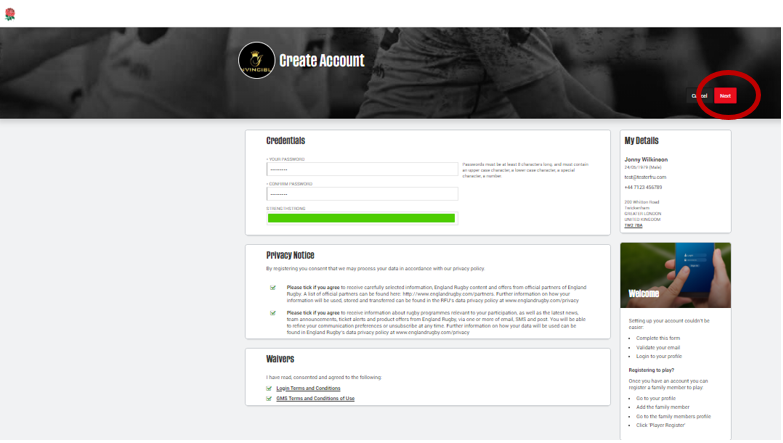 Create Account
Cancel
Next
Credentials
• YOUR PASSWORD
Passwords must be at least 8 characters long, and must contain
an upper case character, a lower case character, a special
character, a number.
• CONFIRM PASSWORD
Privacy Notice
By registering you consent that we may process your data in accordance with our privacy policy.
Please tick if you agree to receive carefully selected information, England Rugby content and offers from official partners of England
Rugby. A list of official partners can be found here: http://www.englandrugby.com/partners. Further information on how your
information will be used, stored and transferred can be found in the RFU's data privacy policy at www.englandrugby.com/privacy
Please tick if you agree to receive information about rugby programmes relevant to your participation, as well as the latest news,
team announcements, ticket alerts and product offers from England Rugby, via one or more of email, SMS and post. You will be able
to refine your communication preferences or unsubscribe at any time. Further information on how your data will be used can be
found in England Rugby's data privacy policy at www.englandrugby.com/privacy.
Waivers
I have read, consented and agreed to the following:
Login Terms and Conditions
GMS Terms and Conditions of Use
My Details
Jonny Wilkinson
24/05/1979 (Male)
+44 7123 456789
200 Whitton Road
Twickenham
GREATER LONDON
UNITED KINGDOM
TW2 7BA
Welcome
Setting up your account couldn't be
easier.
• Complete this form
• Validate your email
• Login to your profile
Registering to play?
Once you have an account you can
register a family member to play:
• Go to your profile
• Add the family member
• Go to the family members profile
• Click 'Player Register'